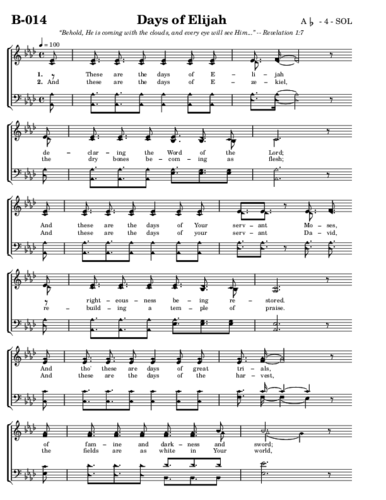 B-014 Days of Elijah A♭ - 4 - SOL
"Behold, He is coming with the clouds, and every eye will see Him..." -- Revelation 1:7
♩ = 100
1. These are the days of E - li - jah
2. And these are the days of E - ze - kiel,
de - clar - ing the Word of the Lord;
the dry bones be - com - ing as flesh;
And these are the days of Your serv - ant Mo - ses,
And these are the days of your serv - ant Da - vid,
right - eous - ness be - ing re - stored.
re - build - ing a tem - ple of praise.
And tho' these are days of great tri - als,
And these are the days of the har - vest,
of fam - ine and dark - ness and sword;
the fields are as white in Your world,